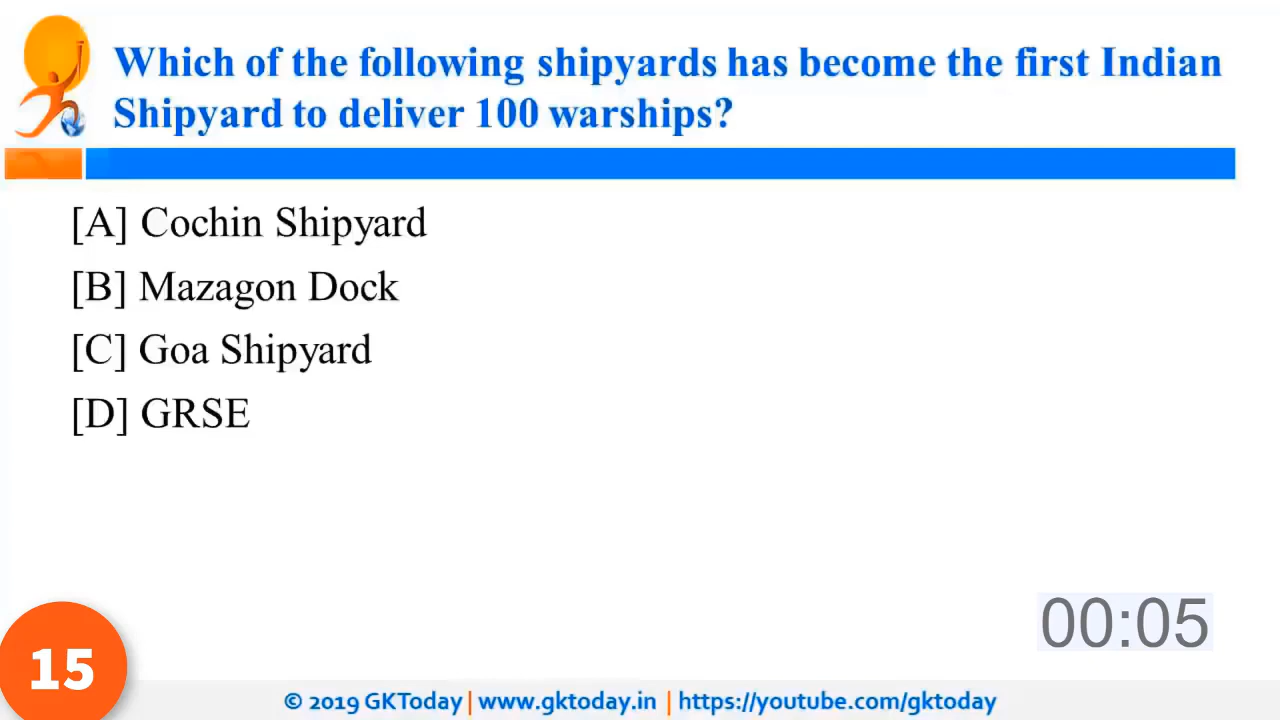 Which of the following shipyards has become the first Indian
Shipyard to deliver 100 warships?
[A] Cochin Shipyard
[B] Mazagon Dock
[C] Goa Shipyard
[D] GRSE
00:05
15
© 2019 GKToday | www.gktoday.in | https://youtube.com/gktoday